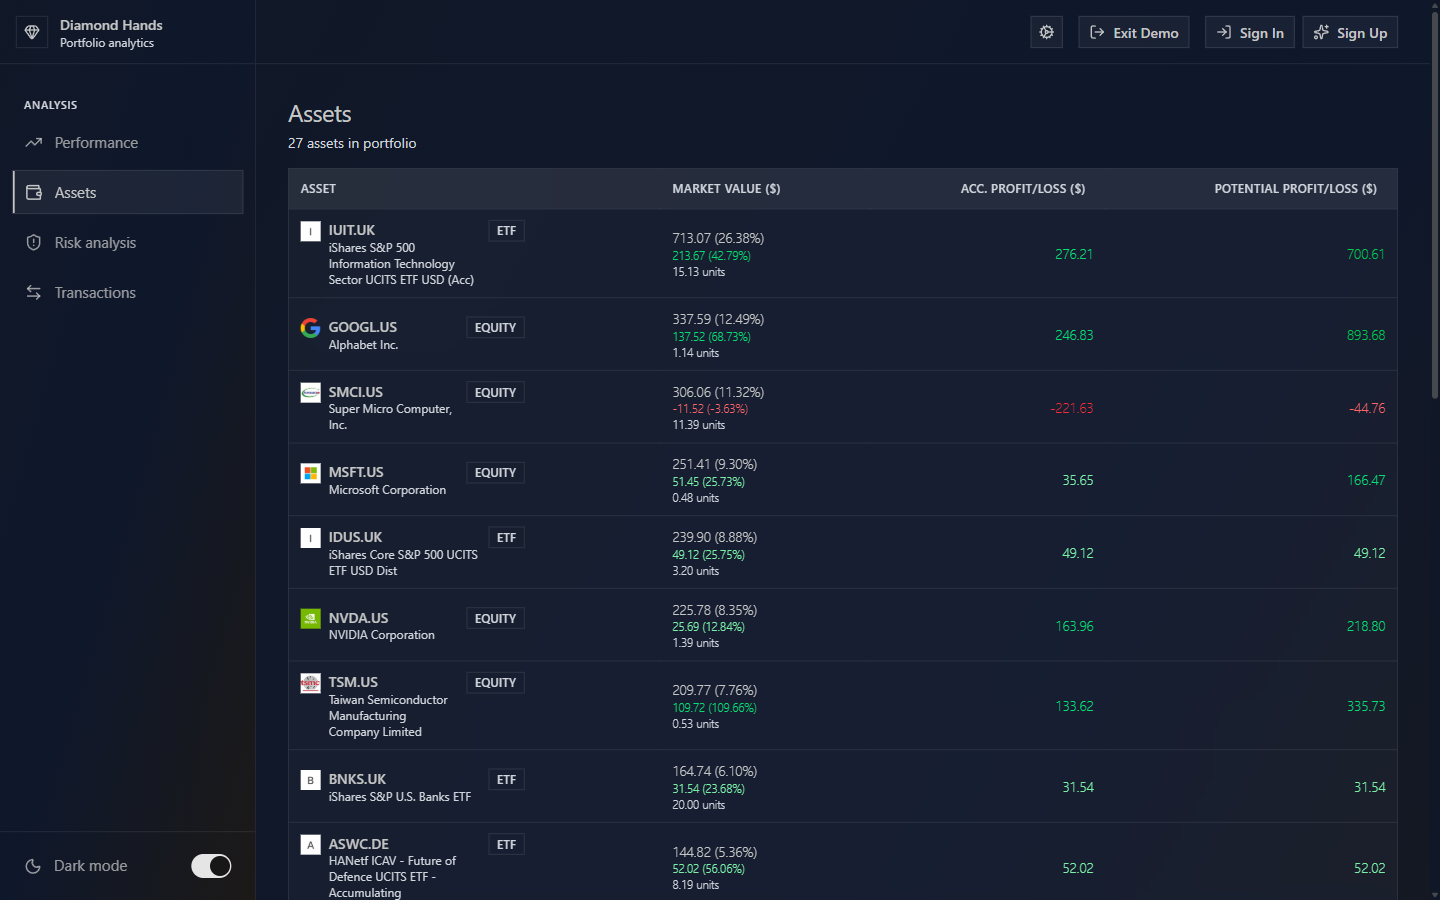 Diamond Hands
Portfolio analytics
Exit Demo
Sign In
Sign Up
ANALYSIS
Performance
Assets
Risk analysis
Transactions
Dark mode
Assets
27 assets in portfolio
ASSET MARKET VALUE ($) ACC. PROFIT/LOSS ($) POTENTIAL PROFIT/LOSS ($)
I
IUIT.UK ETF
iShares S&P 500
Information Technology
Sector UCITS ETF USD (Acc)
713.07 (26.38%)
213.67 (42.79%)
15.13 units
276.21
700.61
GOOGL.US EQUITY
Alphabet Inc.
337.59 (12.49%)
137.52 (68.73%)
1.14 units
246.83
893.68
SMCI.US EQUITY
Super Micro Computer,
Inc.
306.06 (11.32%)
-11.52 (-3.63%)
11.39 units
-221.63
-44.76
MSFT.US EQUITY
Microsoft Corporation
251.41 (9.30%)
51.45 (25.73%)
0.48 units
35.65
166.47
I
IDUS.UK ETF
iShares Core S&P 500 UCITS
ETF USD Dist
239.90 (8.88%)
49.12 (25.75%)
3.20 units
49.12
49.12
NVDA.US EQUITY
NVIDIA Corporation
225.78 (8.35%)
25.69 (12.84%)
1.39 units
163.96
218.80
TSM.US EQUITY
Taiwan Semiconductor
Manufacturing
Company Limited
209.77 (7.76%)
109.72 (109.66%)
0.53 units
133.62
335.73
B
BNKS.UK ETF
iShares S&P U.S. Banks ETF
164.74 (6.10%)
31.54 (23.68%)
20.00 units
31.54
31.54
A
ASWC.DE ETF
HANetf ICAV - Future of
Defence UCITS ETF -
Accumulating
144.82 (5.36%)
52.02 (56.06%)
8.19 units
52.02
52.02